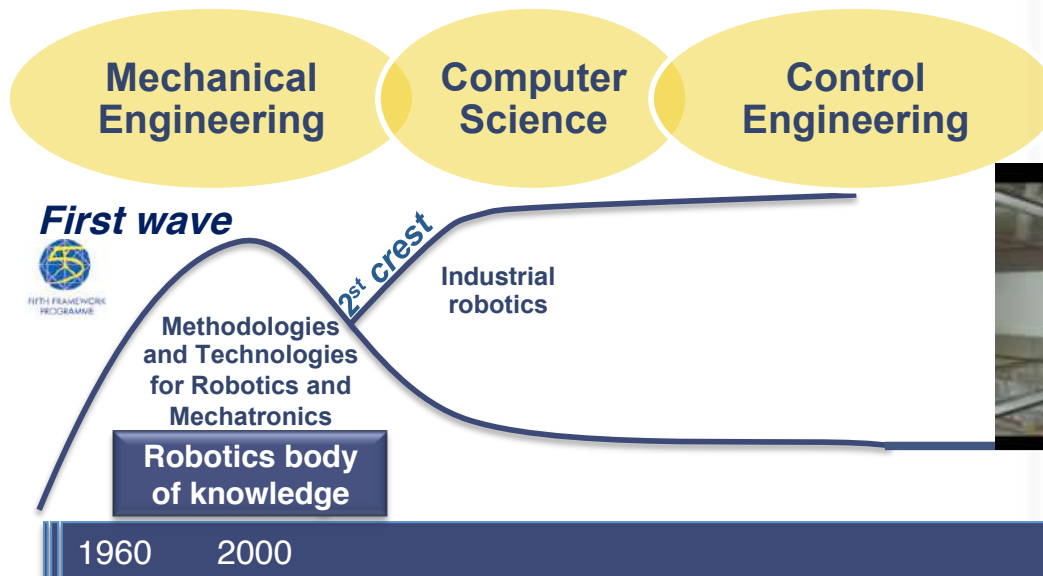 Mechanical
Engineering
Computer
Science
Control
Engineering
First wave
5
FIFTH FRAMEWORK
PROGRAMME
2st crest
Industrial
robotics
Methodologies
and Technologies
for Robotics and
Mechatronics
Robotics body
of knowledge
1960
2000